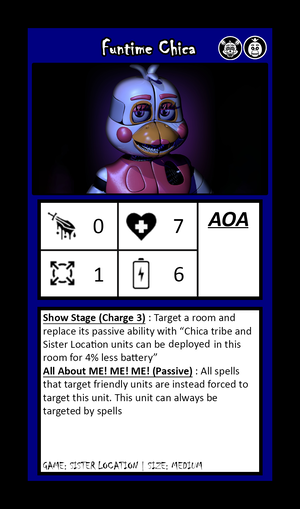 Funtime Chica
0
7
AOA
1
6
Show Stage (Charge 3) : Target a room and
replace its passive ability with “Chica tribe and
Sister Location units can be deployed in this
room for 4% less battery”
All About ME! ME! ME! (Passive) : All spells
that target friendly units are instead forced to
target this unit. This unit can always be
targeted by spells
GAME: SISTER LOCATION | SIZE: MEDIUM